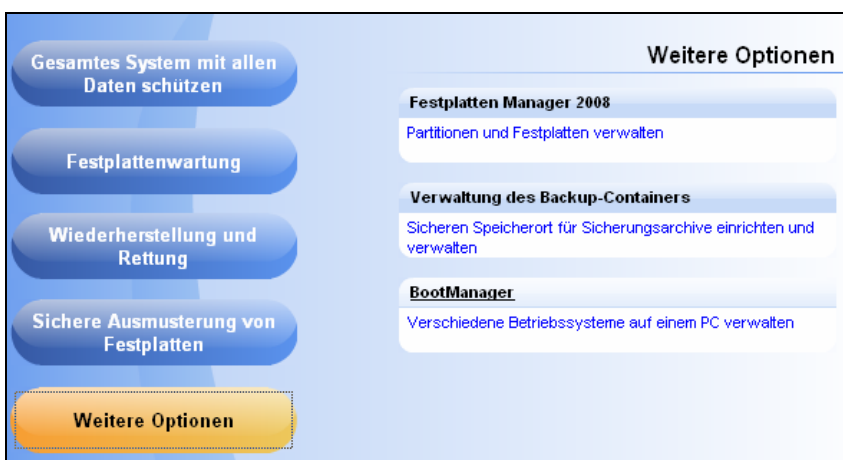 Gesamtes System mit allen
Daten schützen
Festplattenwartung
Wiederherstellung und
Rettung
Sichere Ausmusterung von
Festplatten
Weitere Optionen
Weitere Optionen
Festplatten Manager 2008
Partitionen und Festplatten verwalten
Verwaltung des Backup-Containers
Sicheren Speicherort für Sicherungsarchive einrichten und
verwalten
BootManager
Verschiedene Betriebssysteme auf einem PC verwalten